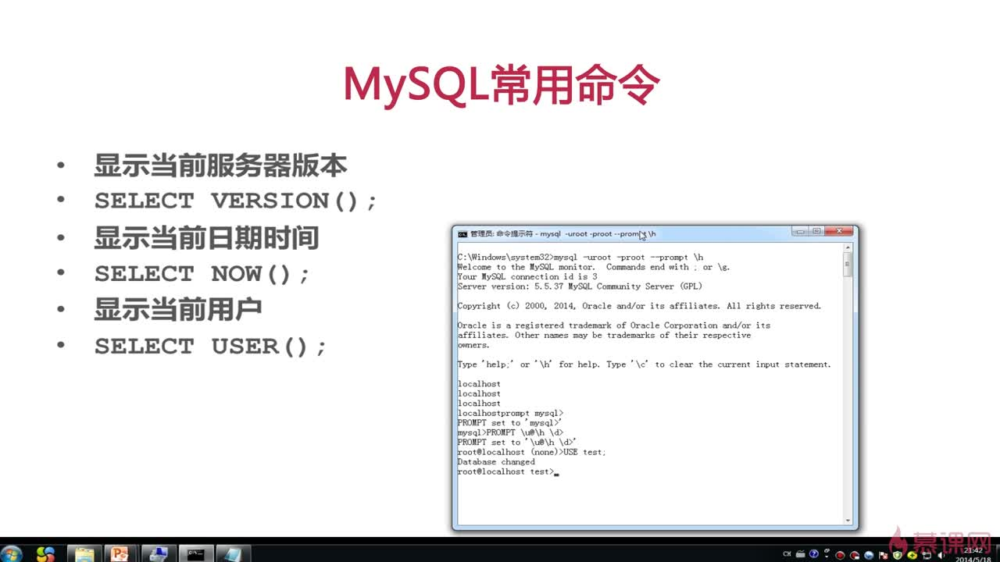 MySQL常用命令
• 显示当前服务器版本
• SELECT VERSION();
• 显示当前日期时间
• SELECT NOW();
• 显示当前用户
• SELECT USER();
管理员: 命令提示符 - mysql -uroot -proot --prompt \h
C:\Windows\system32>mysql -uroot -proot --prompt \h
Welcome to the MySQL monitor.  Commands end with ; or \g.
Your MySQL connection id is 3
Server version: 5.5.37 MySQL Community Server (GPL)
Copyright (c) 2000, 2014, Oracle and/or its affiliates. All rights reserved.
Oracle is a registered trademark of Oracle Corporation and/or its
affiliates. Other names may be trademarks of their respective
owners.
Type 'help;' or '\h' for help. Type '\c' to clear the current input statement.
localhost
localhost
localhost
localhostprompt mysql>
PROMPT set to 'mysql>'
mysql>PROMPT \u@\h \d>
PROMPT set to '\u@\h \d>'
root@localhost (none)>USE test;
Database changed
root@localhost test>_
慕课网
CH
21:42
2014/5/18